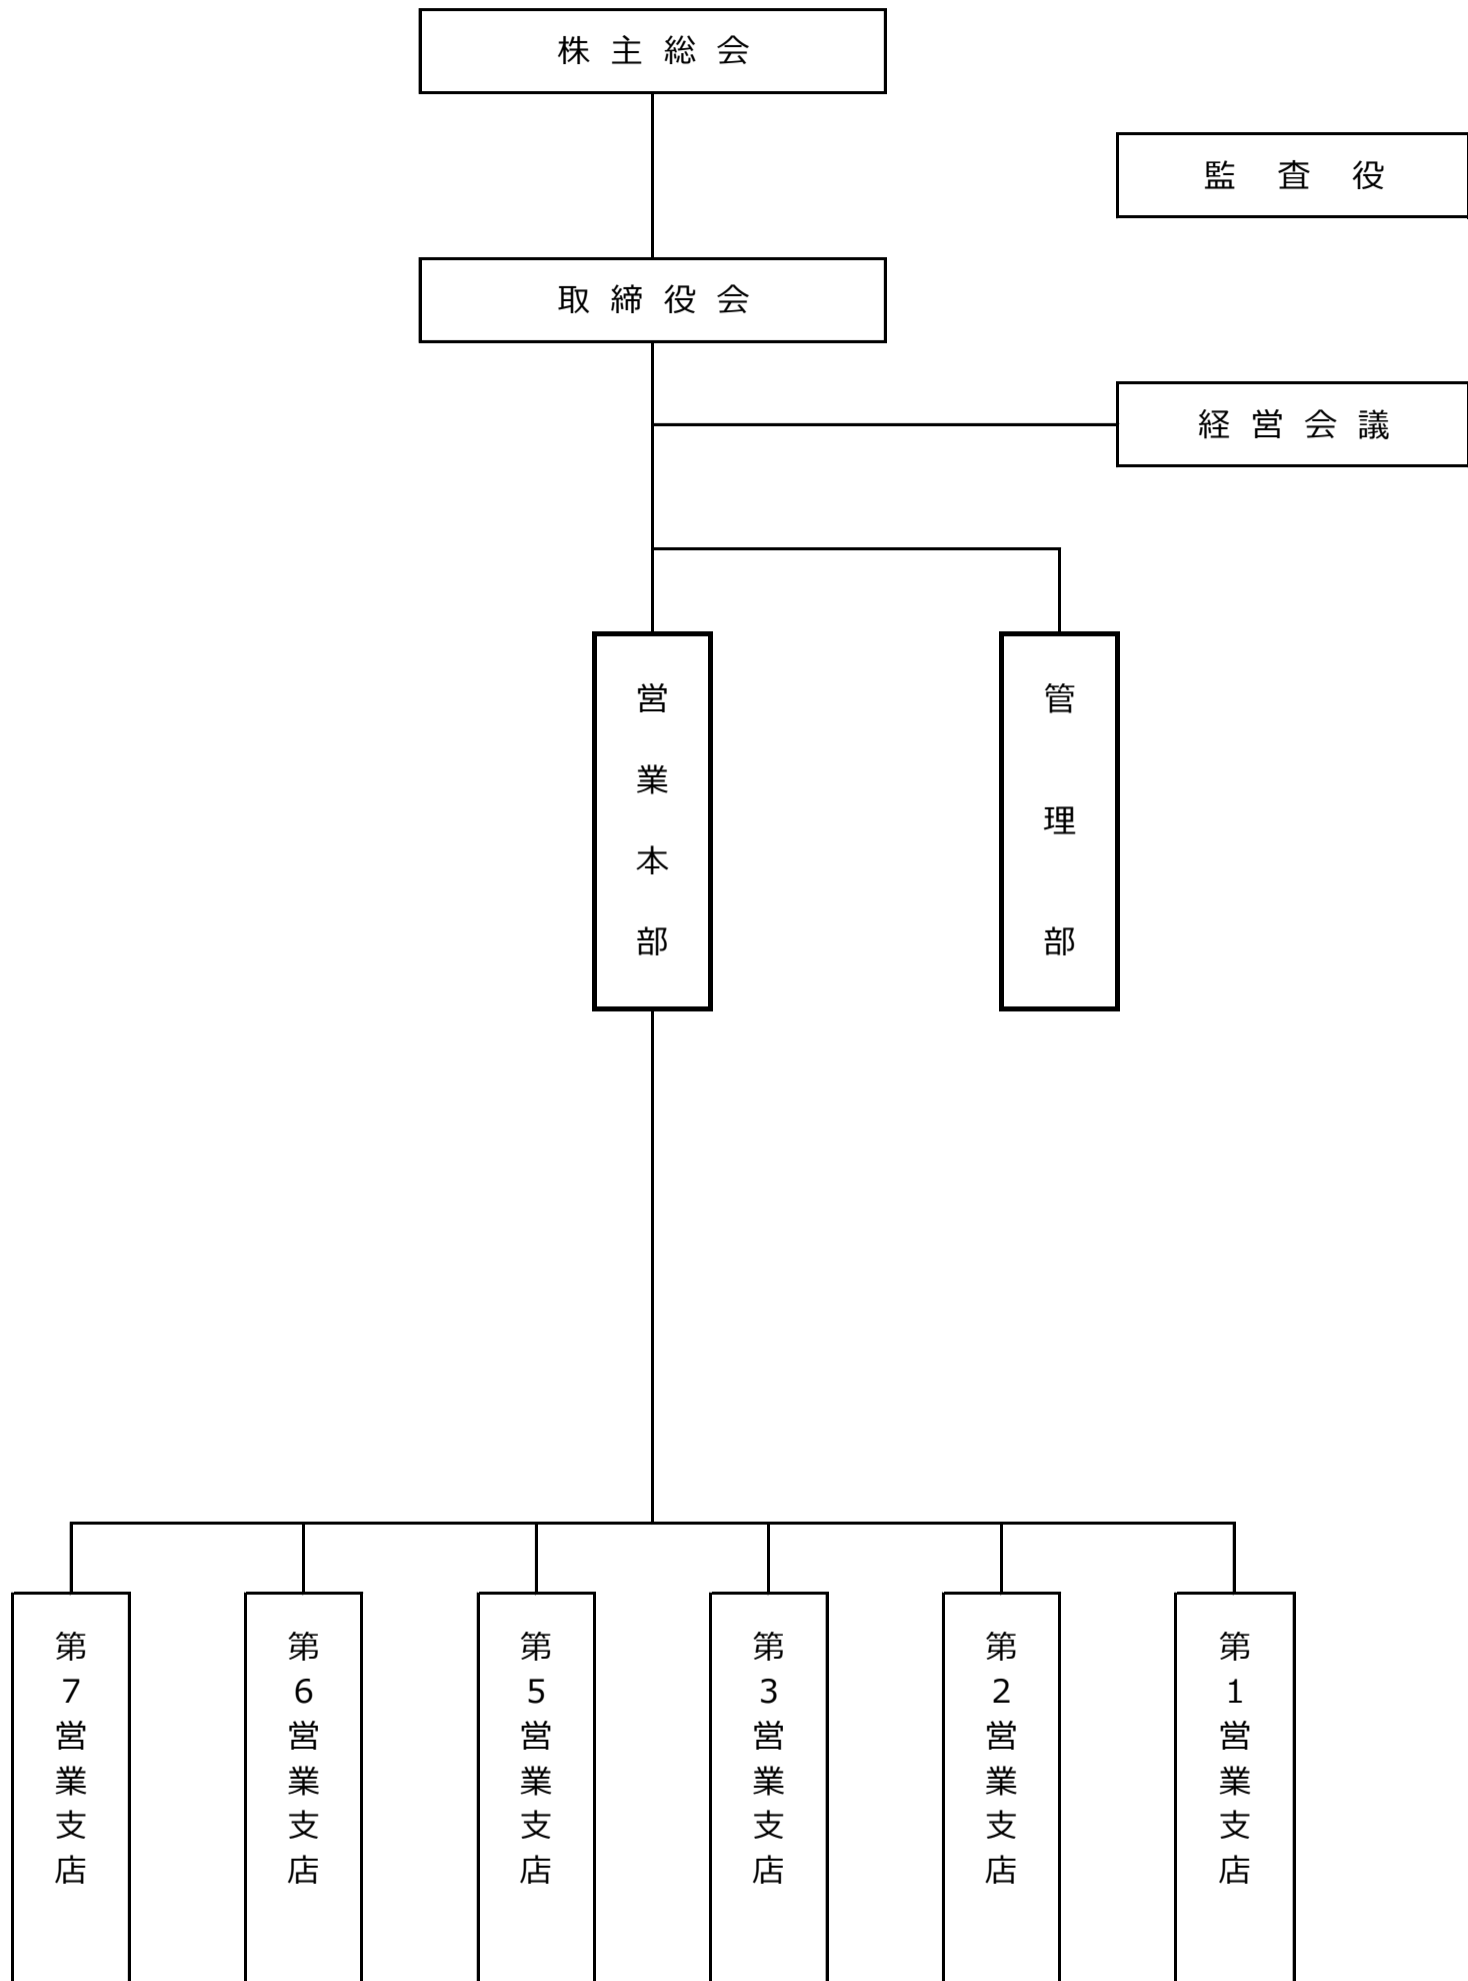 株主総会
監査役
取締役会
経営会議
営業本部
管理部
第7営業支店
第6営業支店
第5営業支店
第3営業支店
第2営業支店
第1営業支店